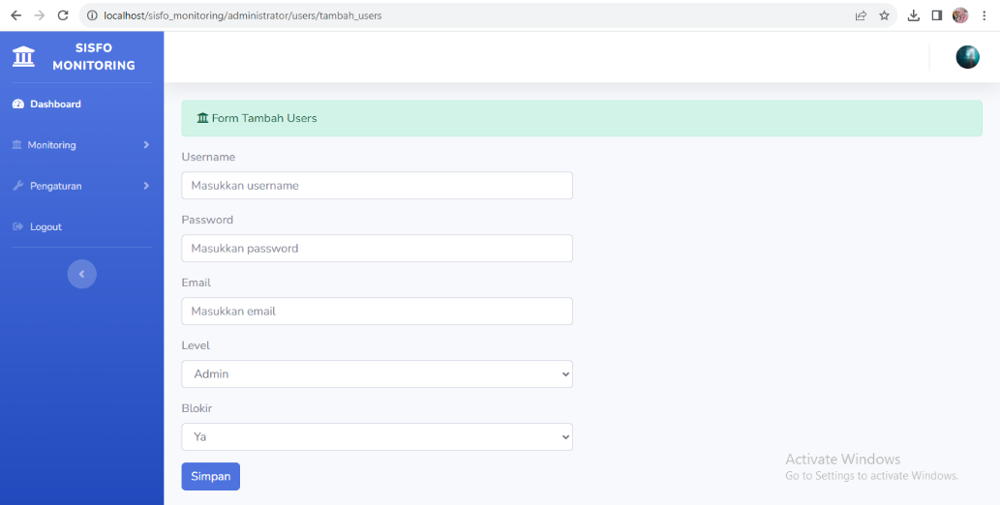 localhost/sisfo_monitoring/administrator/users/tambah_users
SISFO
MONITORING
Dashboard
Monitoring
Pengaturan
Logout
Form Tambah Users
Username
Masukkan username
Password
Masukkan password
Email
Masukkan email
Level
Admin
Blokir
Ya
Simpan
Activate Windows
Go to Settings to activate Windows.